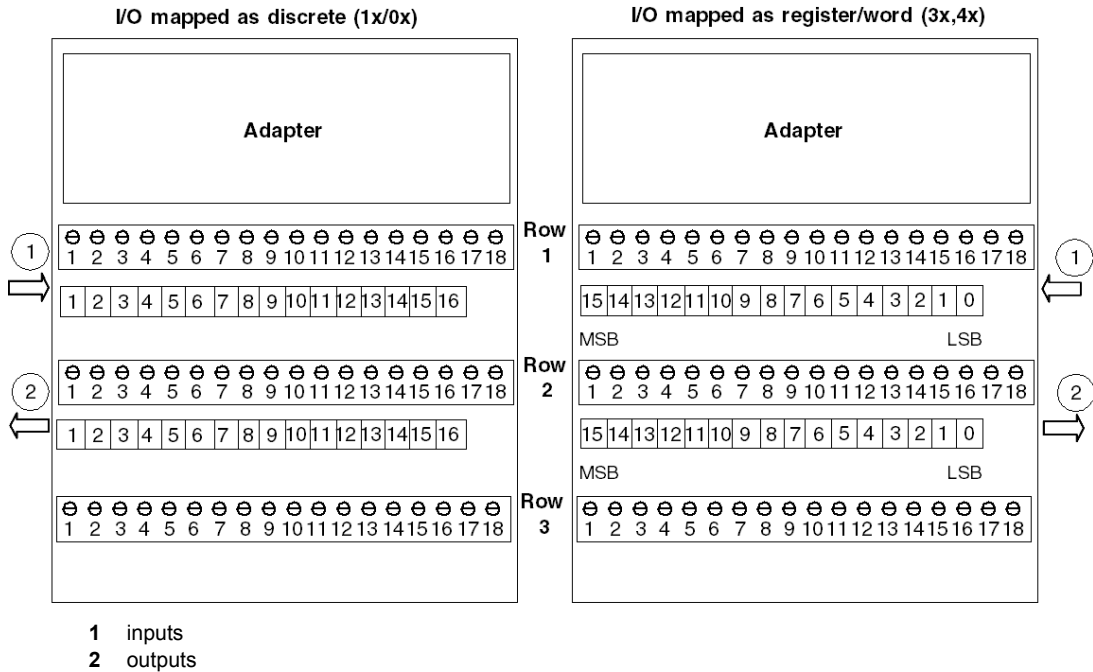 I/O mapped as discrete (1x/0x)
I/O mapped as register/word (3x,4x)
Adapter
Adapter
1
1 2 3 4 5 6 7 8 9 10 11 12 13 14 15 16 17 18
Row
1
1 2 3 4 5 6 7 8 9 10 11 12 13 14 15 16 17 18
1
1 2 3 4 5 6 7 8 9 10 11 12 13 14 15 16
15 14 13 12 11 10 9 8 7 6 5 4 3 2 1 0
MSB LSB
2
1 2 3 4 5 6 7 8 9 10 11 12 13 14 15 16 17 18
Row
2
1 2 3 4 5 6 7 8 9 10 11 12 13 14 15 16 17 18
2
1 2 3 4 5 6 7 8 9 10 11 12 13 14 15 16
15 14 13 12 11 10 9 8 7 6 5 4 3 2 1 0
MSB LSB
1 2 3 4 5 6 7 8 9 10 11 12 13 14 15 16 17 18
Row
3
1 2 3 4 5 6 7 8 9 10 11 12 13 14 15 16 17 18
1 inputs
2 outputs